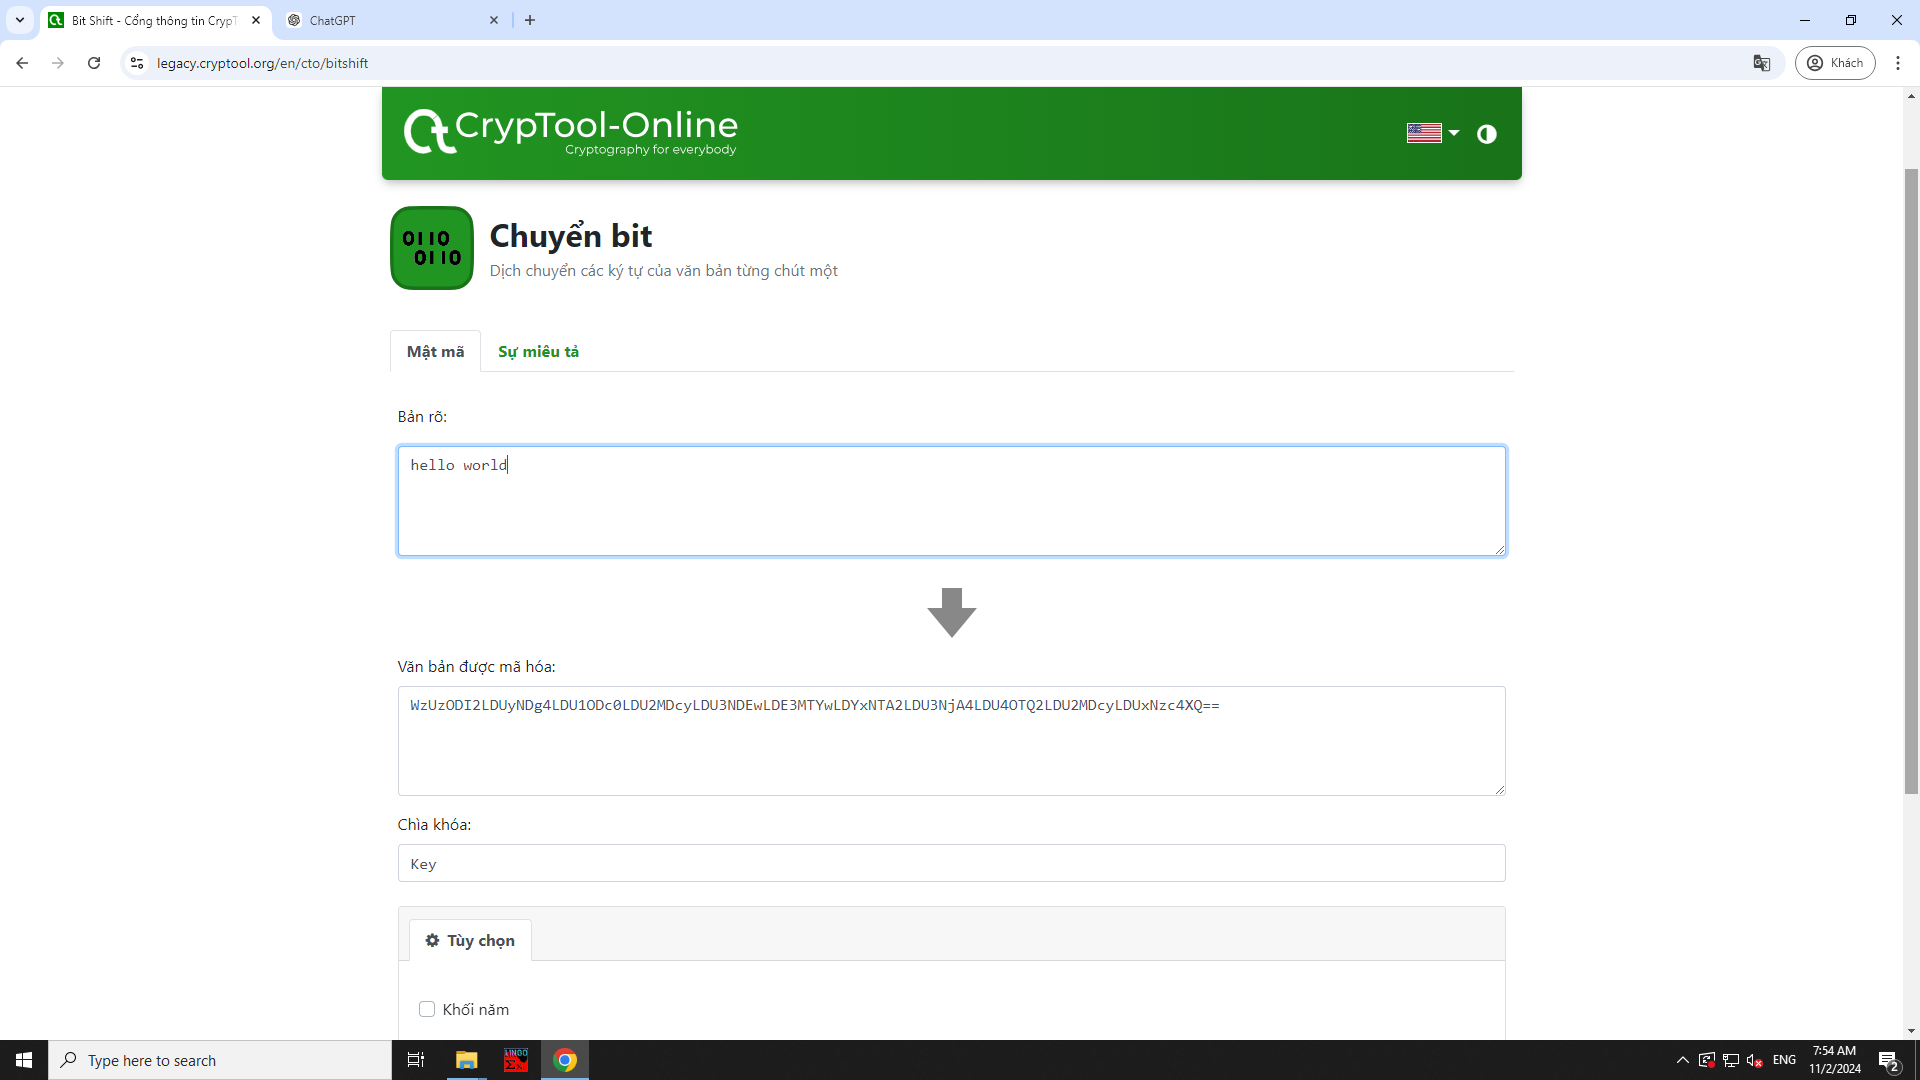 Bit Shift - Cổng thông tin CrypT
ChatGPT
legacy.cryptool.org/en/cto/bitshift
Khách
CrypTool-Online
Cryptography for everybody
0110
0110
Chuyển bit
Dịch chuyển các ký tự của văn bản từng chút một
Mật mã
Sự miêu tả
Bản rõ:
hello world
Văn bản được mã hóa:
WzUzODI2LDUyNDg4LDU1ODc0LDU2MDcyLDU3NDEwLDE3MTYwLDYxNTA2LDU3NjA4LDU4OTQ2LDU2MDcyLDUxNzc4XQ==
Chìa khóa:
Key
Tùy chọn
Khối năm
Type here to search
LINGO
ENG
7:54 AM
11/2/2024
2